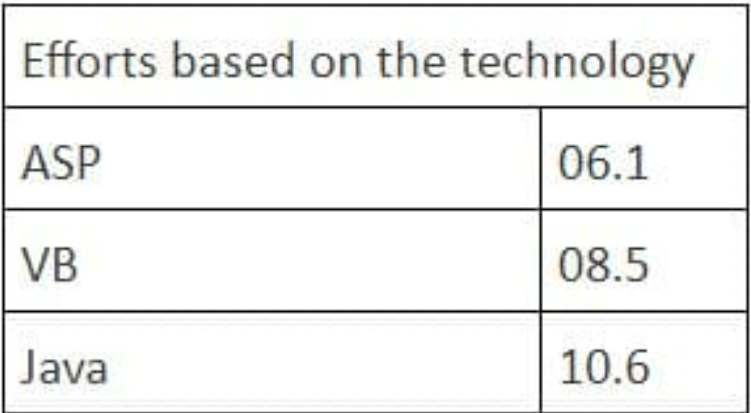 Efforts based on the technology
ASP 06.1
VB 08.5
Java 10.6